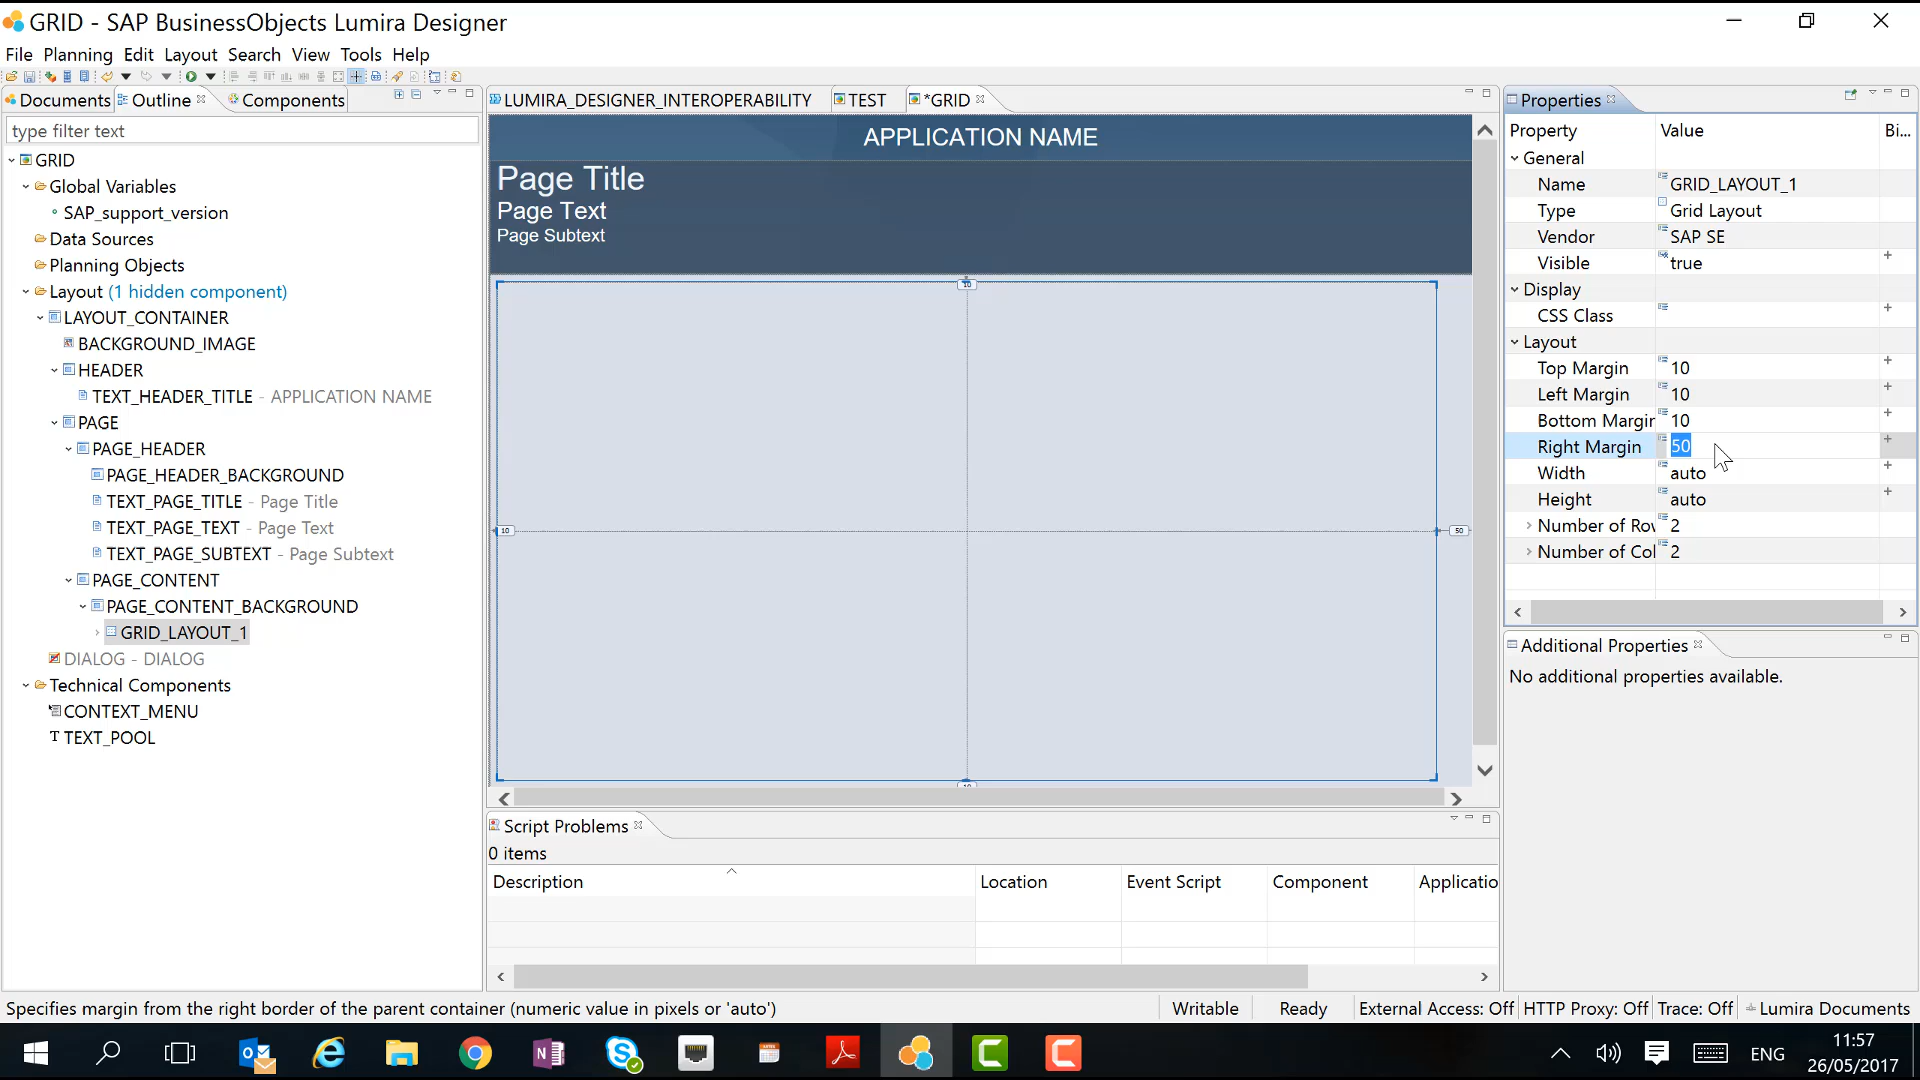 GRID - SAP BusinessObjects Lumira Designer
File Planning Edit Layout Search View Tools Help
Documents Outline Components
type filter text
GRID
Global Variables
SAP_support_version
Data Sources
Planning Objects
Layout (1 hidden component)
LAYOUT_CONTAINER
BACKGROUND_IMAGE
HEADER
TEXT_HEADER_TITLE - APPLICATION NAME
PAGE
PAGE_HEADER
PAGE_HEADER_BACKGROUND
TEXT_PAGE_TITLE - Page Title
TEXT_PAGE_TEXT - Page Text
TEXT_PAGE_SUBTEXT - Page Subtext
PAGE_CONTENT
PAGE_CONTENT_BACKGROUND
GRID_LAYOUT_1
DIALOG - DIALOG
Technical Components
CONTEXT_MENU
TEXT_POOL
LUMIRA_DESIGNER_INTEROPERABILITY TEST *GRID
APPLICATION NAME
Page Title
Page Text
Page Subtext
10
10 50
Script Problems
0 items
Description Location Event Script Component Applicatio
Properties
Property Value Bi...
General
Name GRID_LAYOUT_1
Type Grid Layout
Vendor SAP SE
Visible true
Display
CSS Class
Layout
Top Margin 10
Left Margin 10
Bottom Margin 10
Right Margin 50
Width auto
Height auto
Number of Rov 2
Number of Col 2
Additional Properties
No additional properties available.
Specifies margin from the right border of the parent container (numeric value in pixels or 'auto') Writable Ready External Access: Off HTTP Proxy: Off Trace: Off Lumira Documents
ENG
11:57
26/05/2017